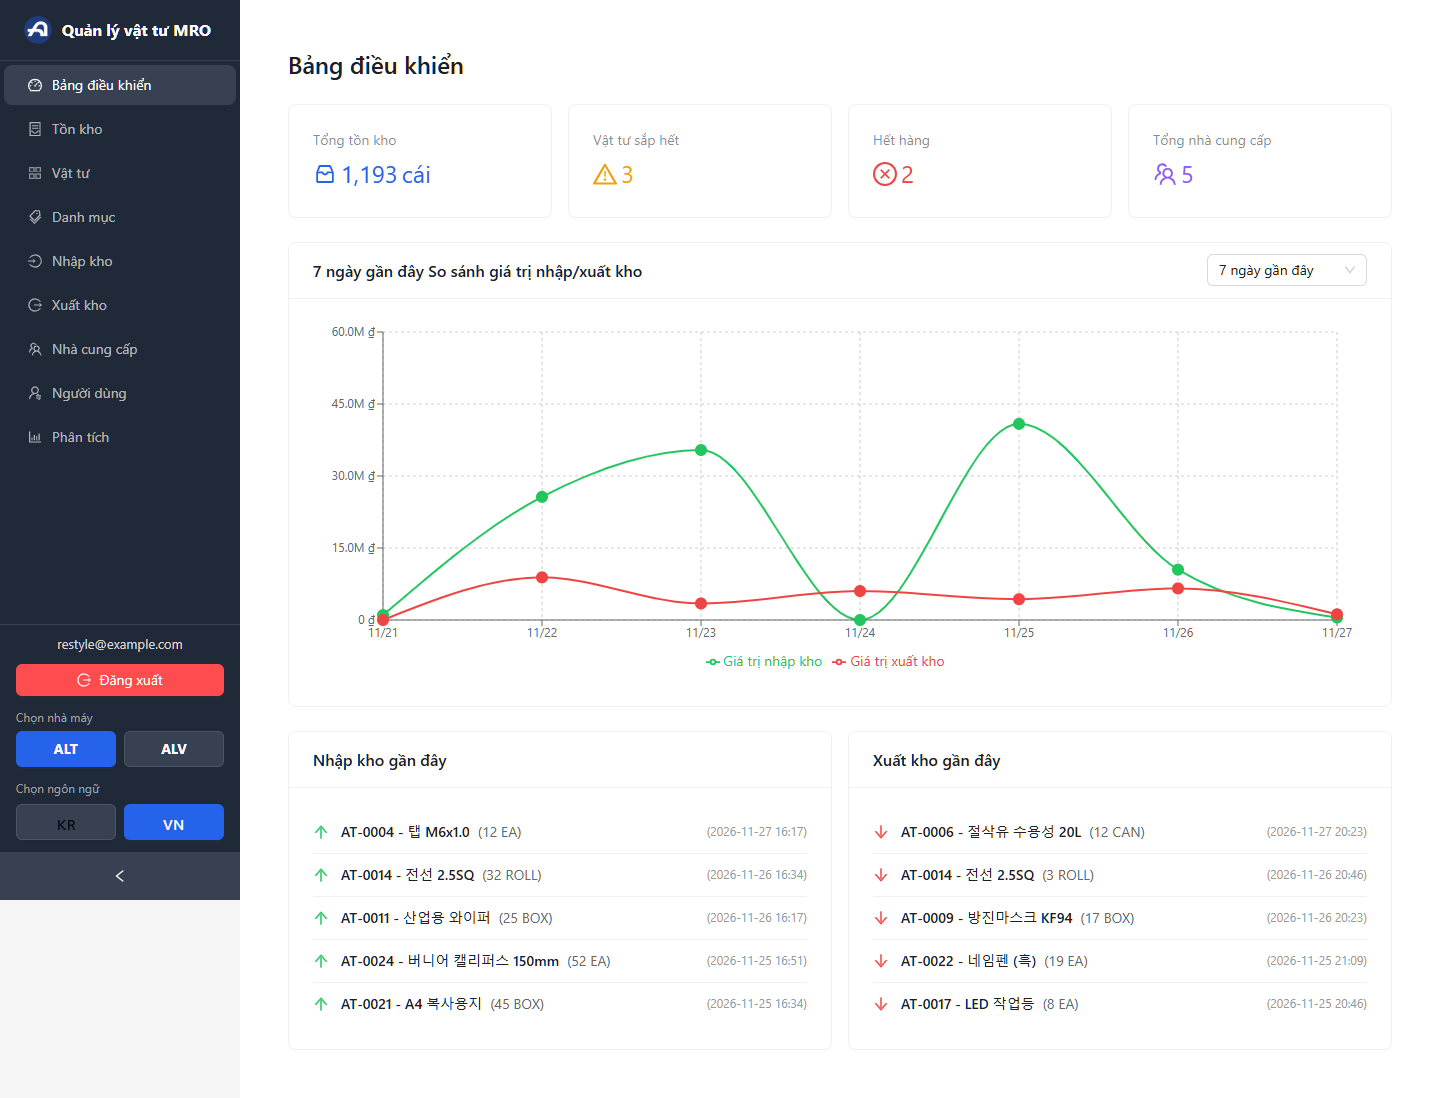 Quản lý vật tư MRO
Bảng điều khiển
Tồn kho
Vật tư
Danh mục
Nhập kho
Xuất kho
Nhà cung cấp
Người dùng
Phân tích
restyle@example.com
Đăng xuất
Chọn nhà máy
ALT ALV
Chọn ngôn ngữ
KR VN
Bảng điều khiển
Tổng tồn kho
1,193 cái
Vật tư sắp hết
3
Hết hàng
2
Tổng nhà cung cấp
5
7 ngày gần đây So sánh giá trị nhập/xuất kho
7 ngày gần đây
60.0M ₫
45.0M ₫
30.0M ₫
15.0M ₫
0 ₫
11/21 11/22 11/23 11/24 11/25 11/26 11/27
Giá trị nhập kho Giá trị xuất kho
Nhập kho gần đây
AT-0004 - 탭 M6x1.0 (12 EA) (2026-11-27 16:17)
AT-0014 - 전선 2.5SQ (32 ROLL) (2026-11-26 16:34)
AT-0011 - 산업용 와이퍼 (25 BOX) (2026-11-26 16:17)
AT-0024 - 버니어 캘리퍼스 150mm (52 EA) (2026-11-25 16:51)
AT-0021 - A4 복사용지 (45 BOX) (2026-11-25 16:34)
Xuất kho gần đây
AT-0006 - 절삭유 수용성 20L (12 CAN) (2026-11-27 20:23)
AT-0014 - 전선 2.5SQ (3 ROLL) (2026-11-26 20:46)
AT-0009 - 방진마스크 KF94 (17 BOX) (2026-11-26 20:23)
AT-0022 - 네임펜 (흑) (19 EA) (2026-11-25 21:09)
AT-0017 - LED 작업등 (8 EA) (2026-11-25 20:46)